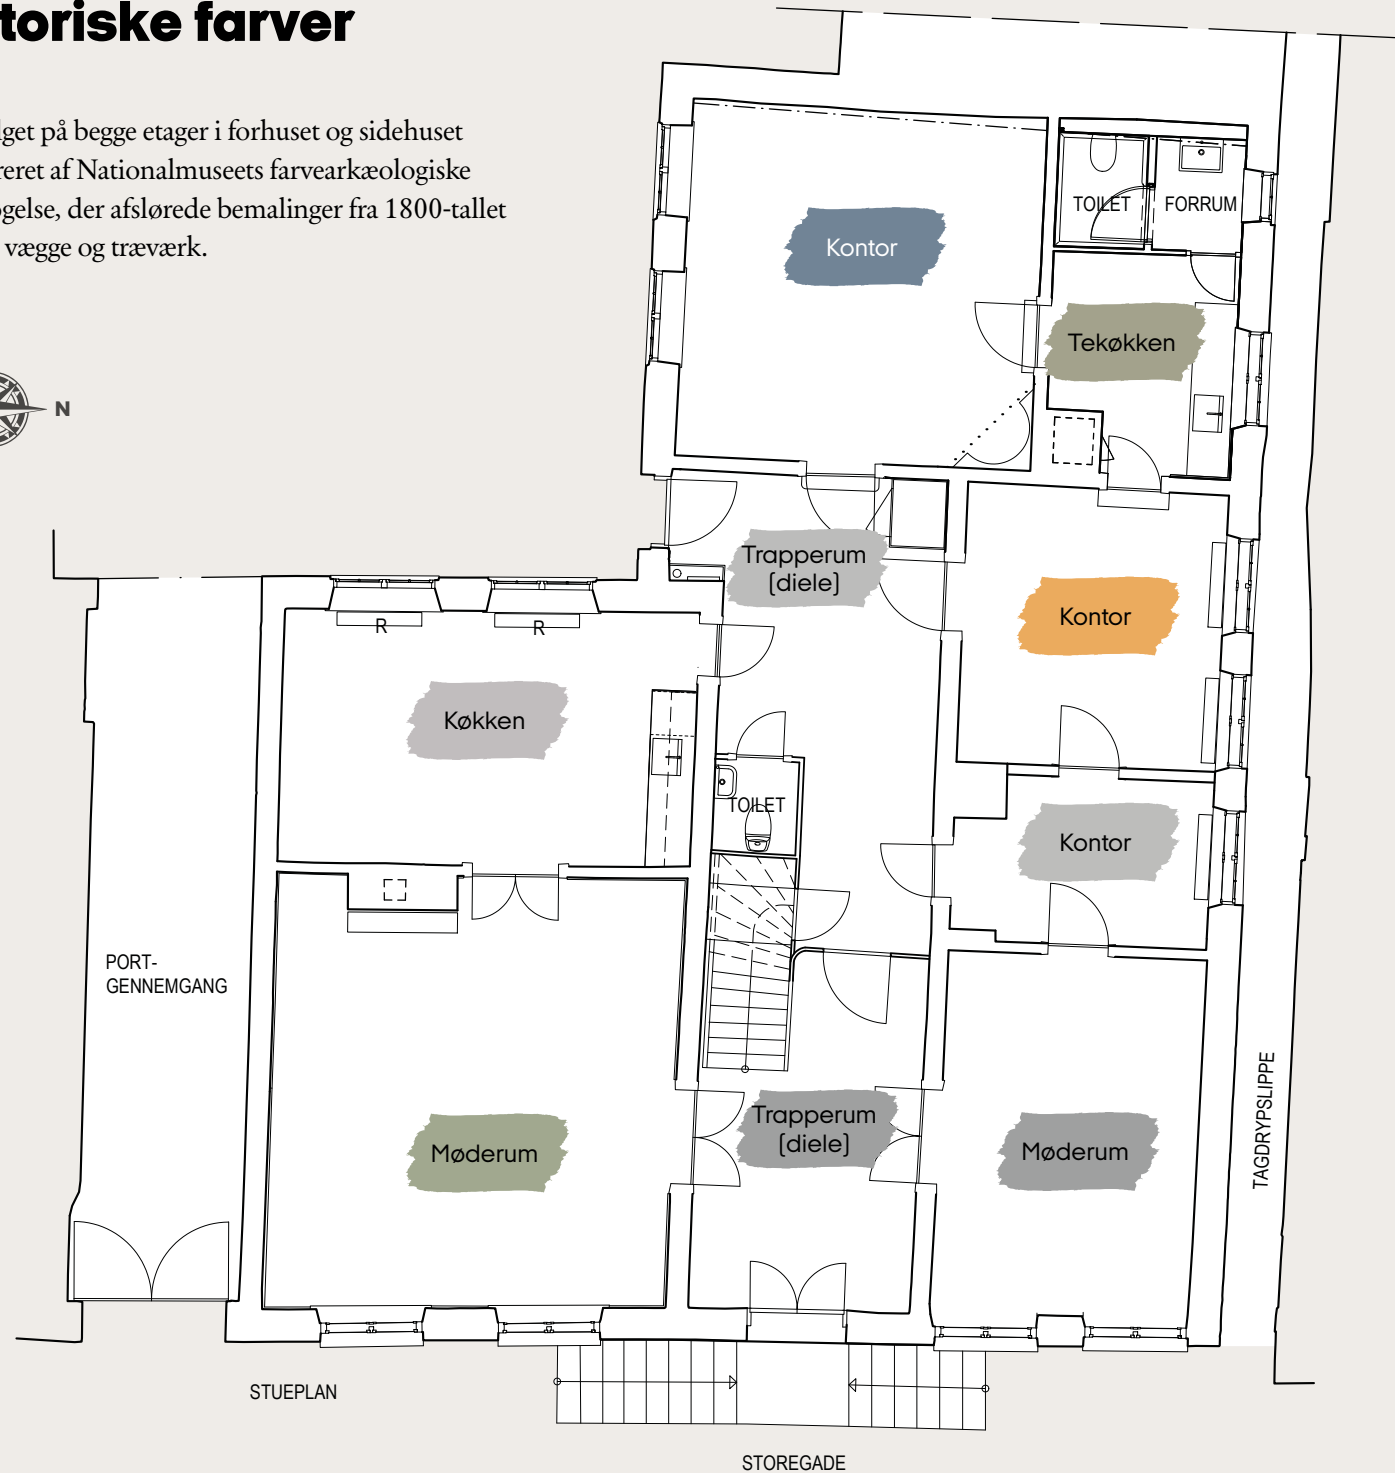 toriske farver
lget på begge etager i forhuset og sidehuset
reret af Nationalmuseets farvearkæologiske
øgelse, der afslørede bemalinger fra 1800-tallet
vægge og træværk.
N
TOILET
FORRUM
Kontor
Tekøkken
Trapperum
(diele)
Kontor
R
R
Køkken
TOILET
Kontor
PORT-
GENNEMGANG
Møderum
Trapperum
(diele)
Møderum
TAGDRYPSLIPPE
STUEPLAN
STOREGADE